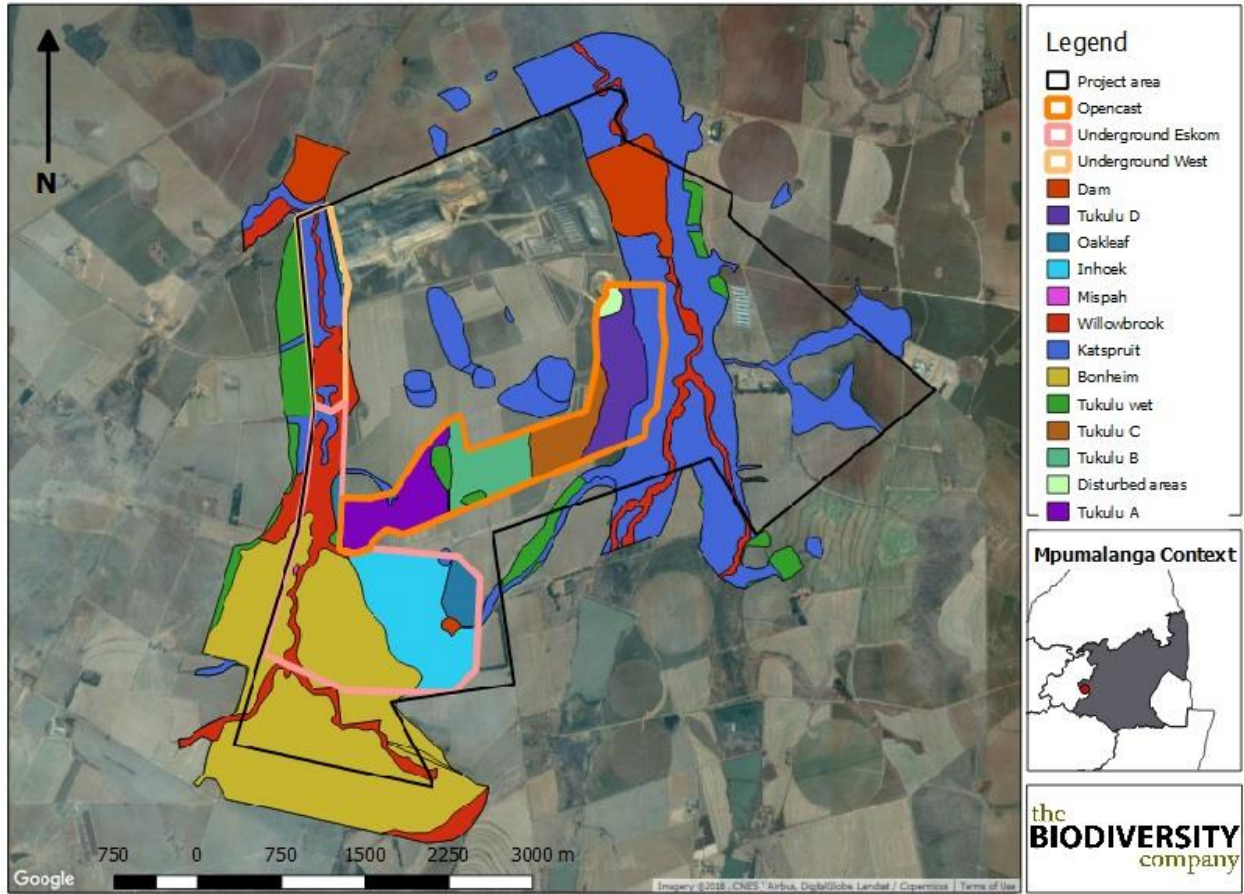 N
750 0 750 1500 2250 3000 m
Google
Imagery ©2018 , CNES / Airbus, DigitalGlobe, Landsat / Copernicus Terms of Use
Legend
Project area
Opencast
Underground Eskom
Underground West
Dam
Tukulu D
Oakleaf
Inhoek
Mispah
Willowbrook
Katspruit
Bonheim
Tukulu wet
Tukulu C
Tukulu B
Disturbed areas
Tukulu A
Mpumalanga Context
the
BIODIVERSITY
company